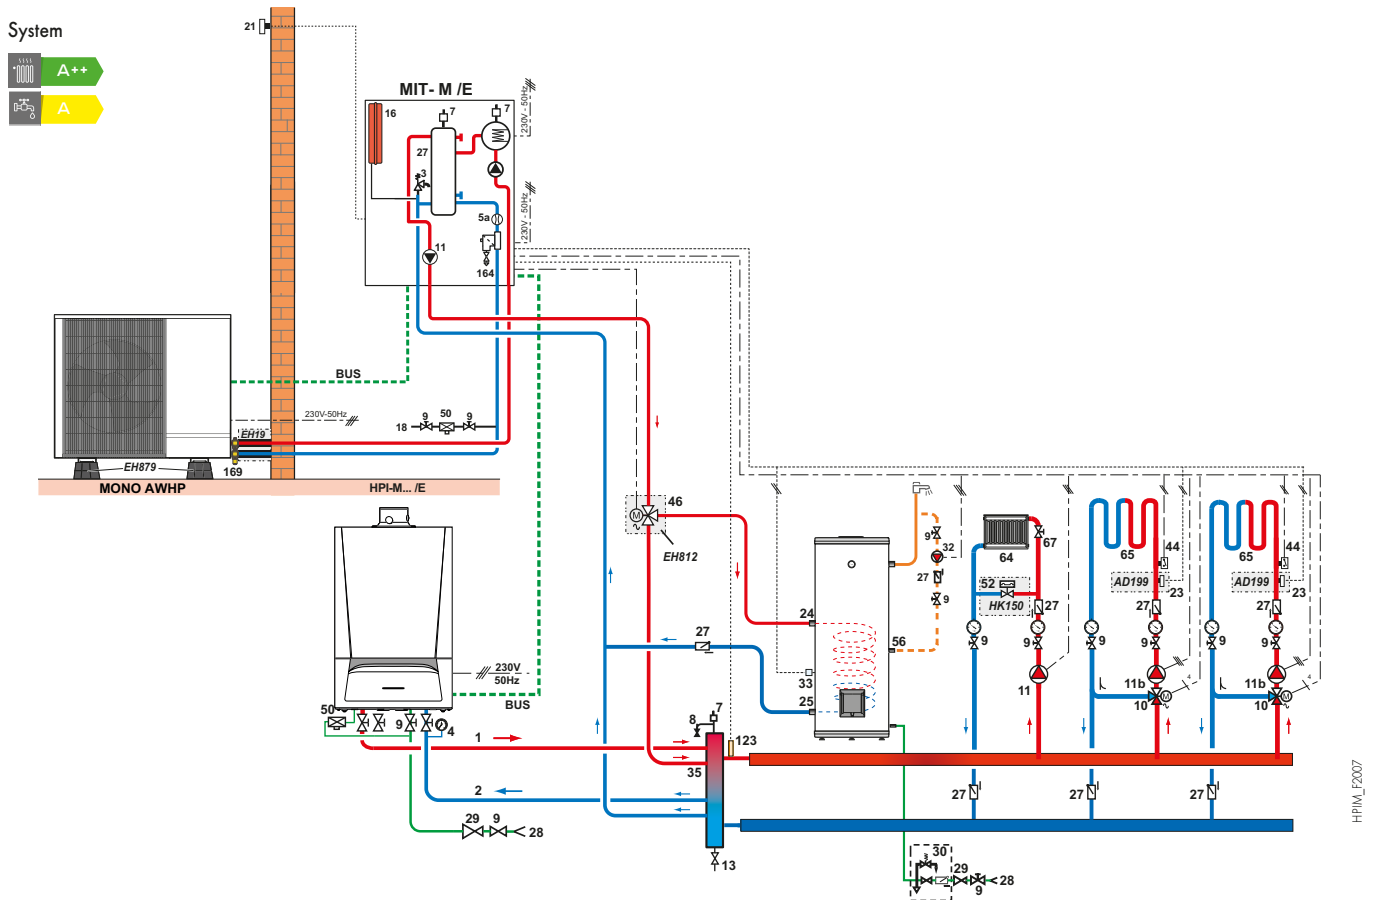 System
A++
A
21
MIT- M /E
16
7
7
27
3
5a
11
164
230V - 50Hz
230V - 50Hz
BUS
230V-50Hz
EH19
18
9
50
9
EH879
169
MONO AWHP
HPI-M... /E
46
M
EH812
230V
50Hz
BUS
50
9
4
1
2
29
9
28
27
8
7
123
35
13
24
33
25
56
9
32
27
9
64
67
52
HK150
27
9
9
11
27
65
44
AD199
23
27
9
9
11b
10
M
4
27
65
44
AD199
23
27
9
9
11b
10
M
4
27
30
29
9
28
HPIM_F2007